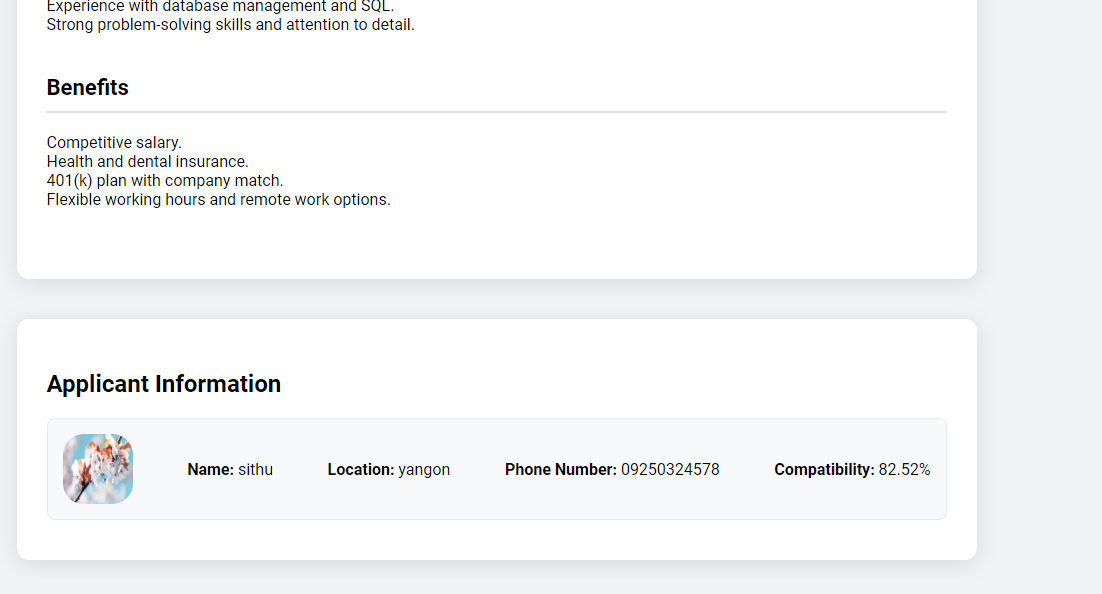 Experience with database management and SQL.
Strong problem-solving skills and attention to detail.
Benefits
Competitive salary.
Health and dental insurance.
401(k) plan with company match.
Flexible working hours and remote work options.
Applicant Information
Name: sithu Location: yangon Phone Number: 09250324578 Compatibility: 82.52%